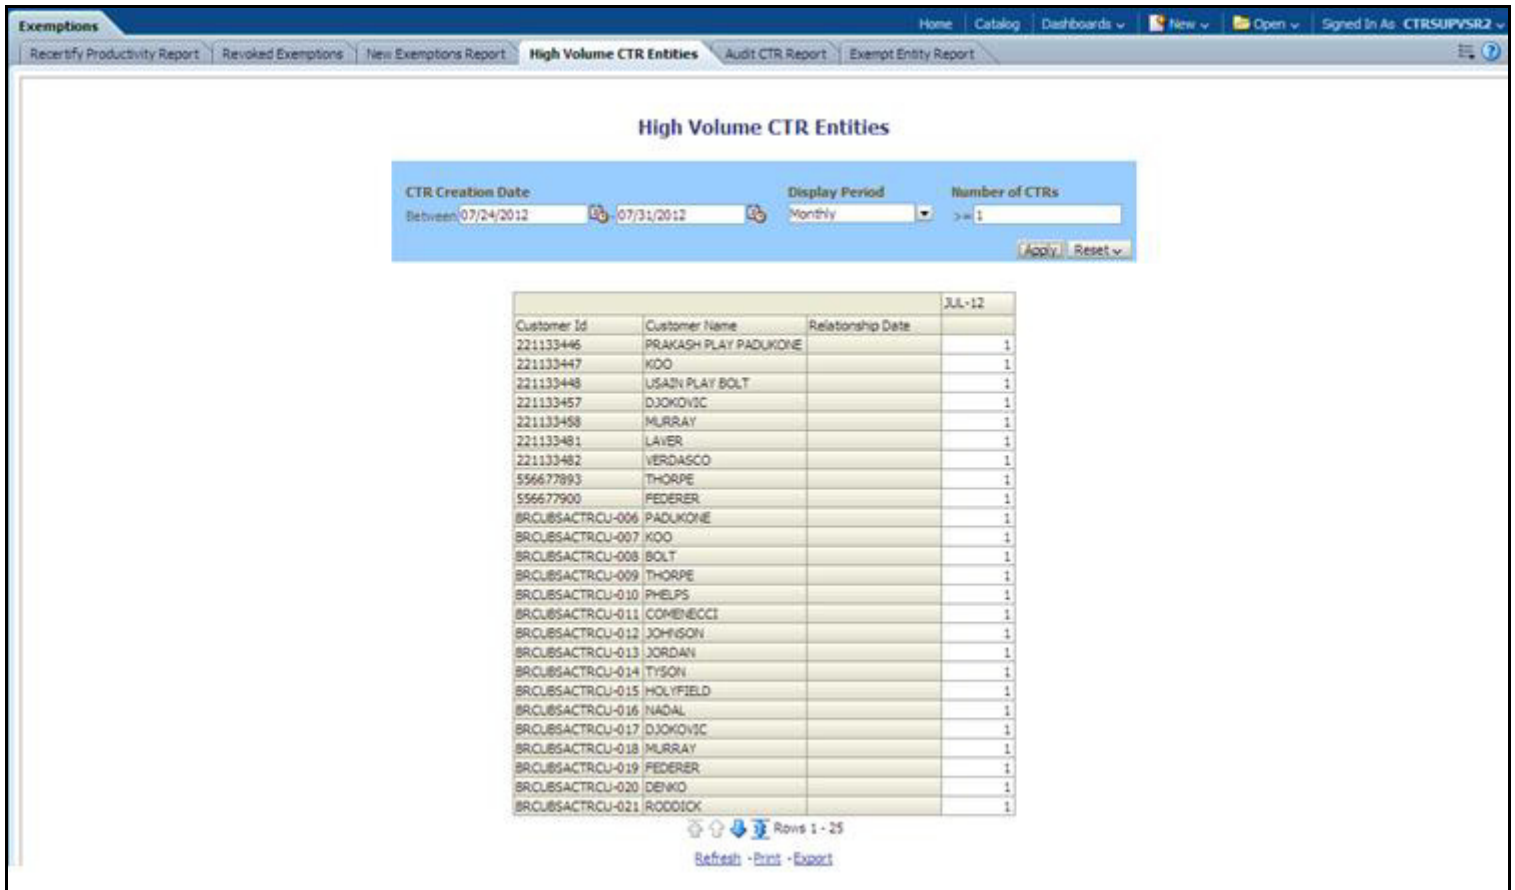 Exemptions Home Catalog Dashboards New Open Signed In As CTRSUPVSR2
Recertify Productivity Report Revoked Exemptions New Exemptions Report High Volume CTR Entities Audit CTR Report Exempt Entity Report
High Volume CTR Entities
CTR Creation Date Display Period Number of CTRs
Between 07/24/2012 - 07/31/2012 Monthly >= 1
Apply Reset
JUL-12
Customer Id Customer Name Relationship Date
221133446 PRAKASH PLAY PADUKONE 1
221133447 KOO 1
221133448 USAIN PLAY BOLT 1
221133457 DJOKOVIC 1
221133458 MURRAY 1
221133481 LAVER 1
221133482 VERDASCO 1
556677893 THORPE 1
556677900 FEDERER 1
BRCUBSACTRCU-006 PADUKONE 1
BRCUBSACTRCU-007 KOO 1
BRCUBSACTRCU-008 BOLT 1
BRCUBSACTRCU-009 THORPE 1
BRCUBSACTRCU-010 PHELPS 1
BRCUBSACTRCU-011 COMENECCI 1
BRCUBSACTRCU-012 JOHNSON 1
BRCUBSACTRCU-013 JORDAN 1
BRCUBSACTRCU-014 TYSON 1
BRCUBSACTRCU-015 HOLYFIELD 1
BRCUBSACTRCU-016 NADAL 1
BRCUBSACTRCU-017 DJOKOVIC 1
BRCUBSACTRCU-018 MURRAY 1
BRCUBSACTRCU-019 FEDERER 1
BRCUBSACTRCU-020 DENKO 1
BRCUBSACTRCU-021 RODDICK 1
Rows 1 - 25
Refresh - Print - Export